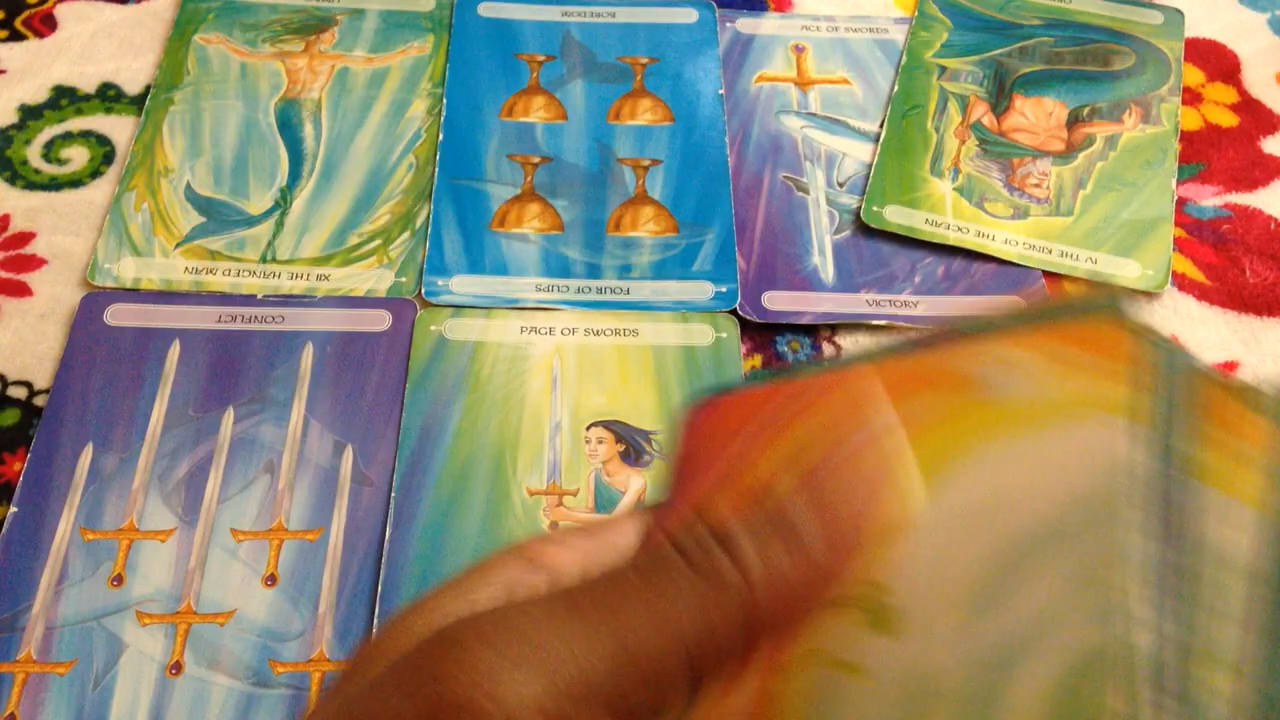 BOREDOM
ACE OF SWORDS
XII THE HANGED MAN
FOUR OF CUPS
VICTORY
IV THE KING OF THE OCEAN
CONFLICT
PAGE OF SWORDS